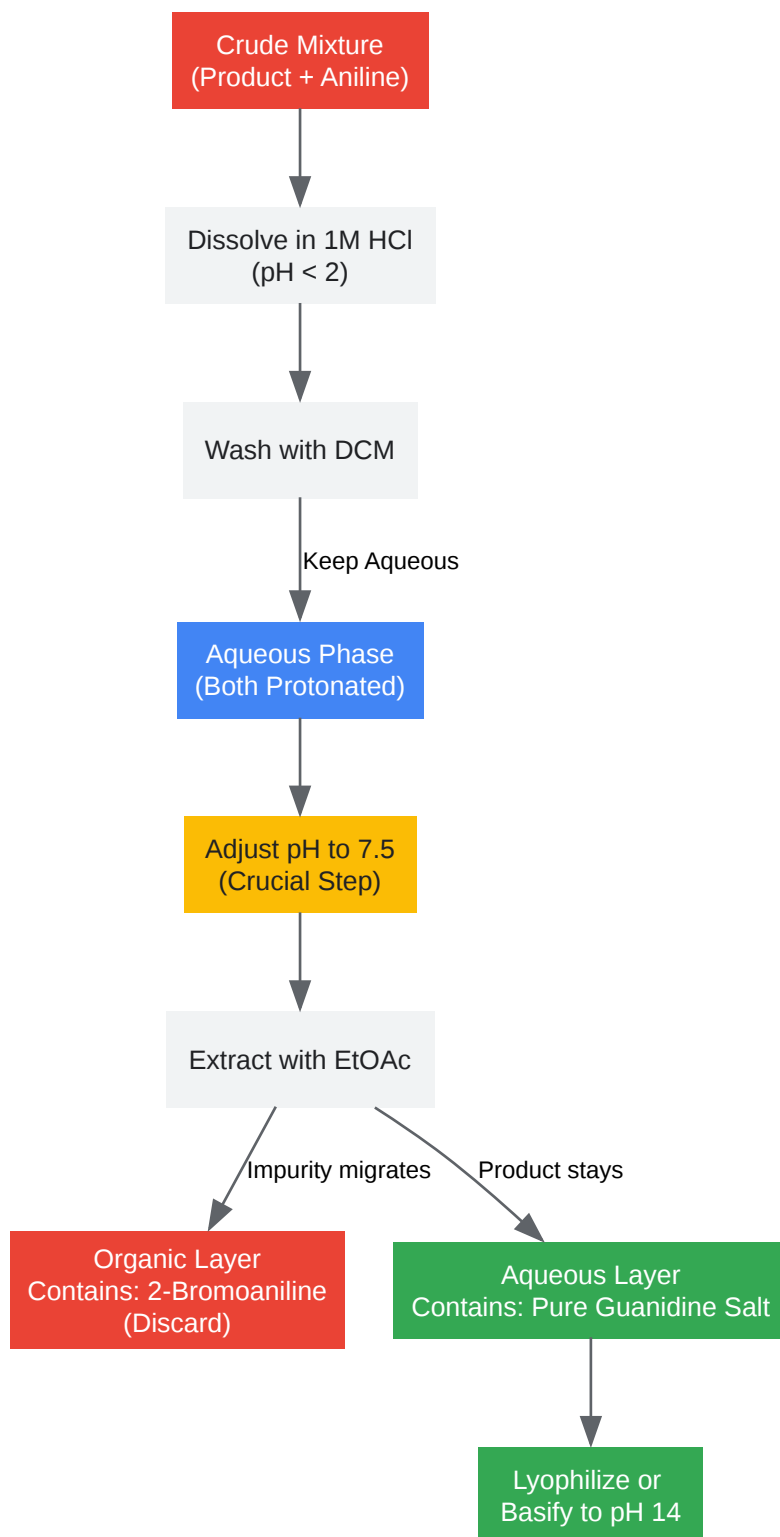 Crude Mixture
(Product + Aniline)
Dissolve in 1M HCl
(pH < 2)
Wash with DCM
Keep Aqueous
Aqueous Phase
(Both Protonated)
Adjust pH to 7.5
(Crucial Step)
Extract with EtOAc
Impurity migrates
Product stays
Organic Layer
Contains: 2-Bromoaniline
(Discard)
Aqueous Layer
Contains: Pure Guanidine Salt
Lyophilize or
Basify to pH 14